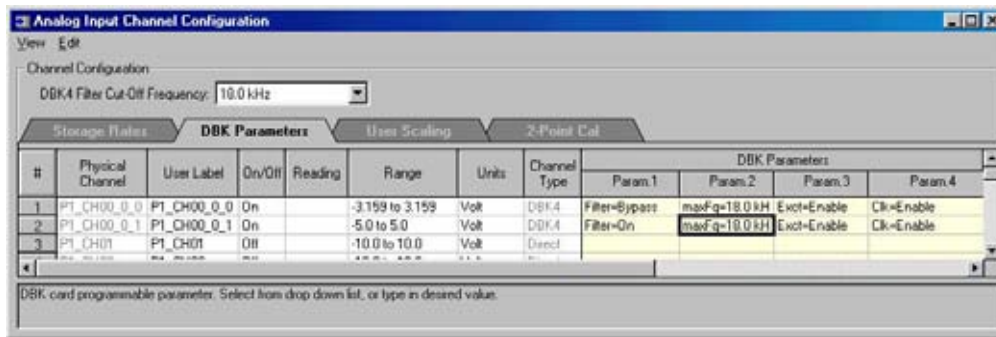 Analog Input Channel Configuration
View Edit
Channel Configuration
DBK4 Filter Cut-Off Frequency: 18.0 kHz
Storage Rates DBK Parameters User Scaling 2-Point Cal
# Physical Channel User Label On/Off Reading Range Units Channel Type DBK Parameters
Param.1 Param.2 Param.3 Param.4
1 P1_CH00_0_0 P1_CH00_0_0 On -3.159 to 3.159 Volt DBK4 Filter=Bypass maxFq=18.0 kH Exct=Enable Clk=Enable
2 P1_CH00_0_1 P1_CH00_0_1 On -5.0 to 5.0 Volt DBK4 Filter=On maxFq=18.0 kH Exct=Enable Clk=Enable
3 P1_CH01 P1_CH01 Off -10.0 to 10.0 Volt Direct
DBK card programmable parameter. Select from drop down list, or type in desired value.